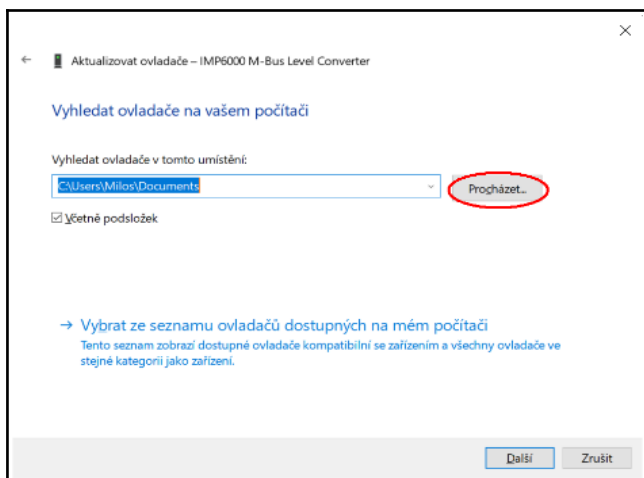 Aktualizovat ovladače – IMP6000 M-Bus Level Converter
Vyhledat ovladače na vašem počítači
Vyhledat ovladače v tomto umístění:
C:\Users\Milos\Documents
Procházet...
Včetně podsložek
Vybrat ze seznamu ovladačů dostupných na mém počítači
Tento seznam zobrazí dostupné ovladače kompatibilní se zařízením a všechny ovladače ve
stejné kategorii jako zařízení.
Další
Zrušit